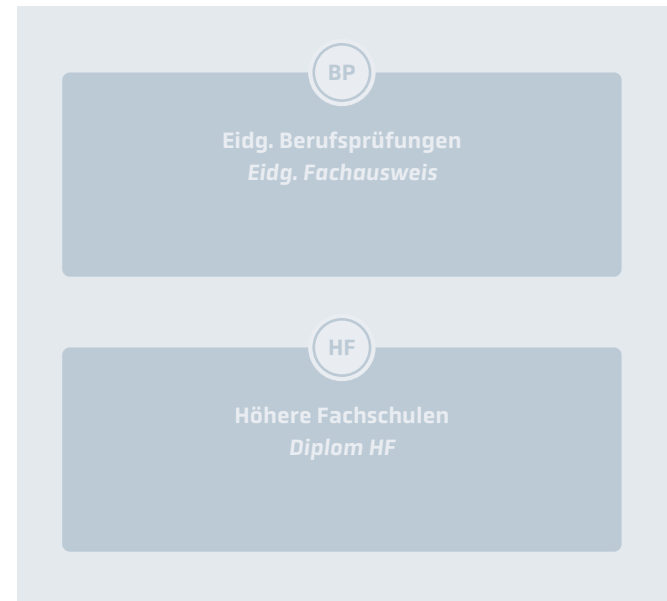 BP
Eidg. Berufsprüfungen
Eidg. Fachausweis
HF
Höhere Fachschulen
Diplom HF